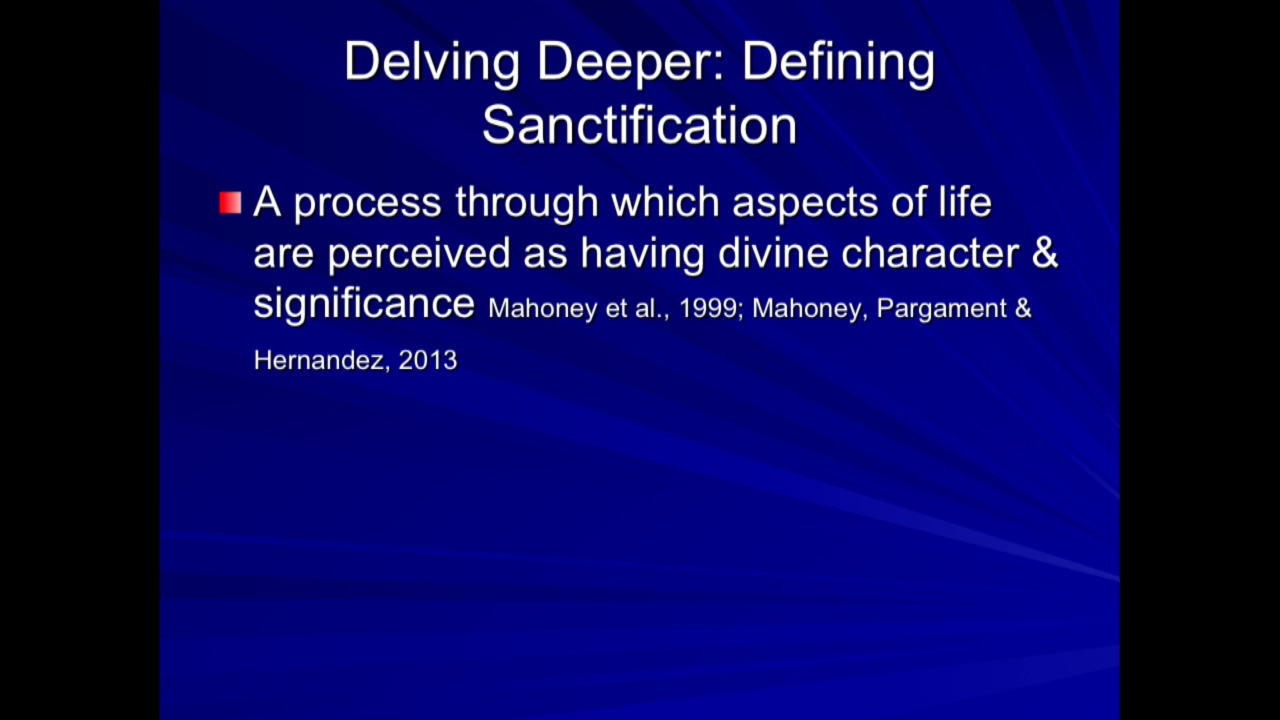 Delving Deeper: Defining
Sanctification
A process through which aspects of life
are perceived as having divine character &
significance Mahoney et al., 1999; Mahoney, Pargament &
Hernandez, 2013